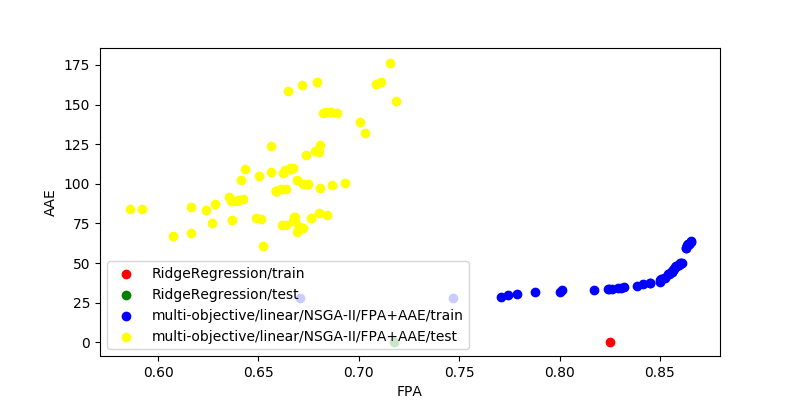 175
150
125
100
75
50
25
0
AAE
RidgeRegression/train
RidgeRegression/test
multi-objective/linear/NSGA-II/FPA+AAE/train
multi-objective/linear/NSGA-II/FPA+AAE/test
0.60 0.65 0.70 0.75 0.80 0.85
FPA